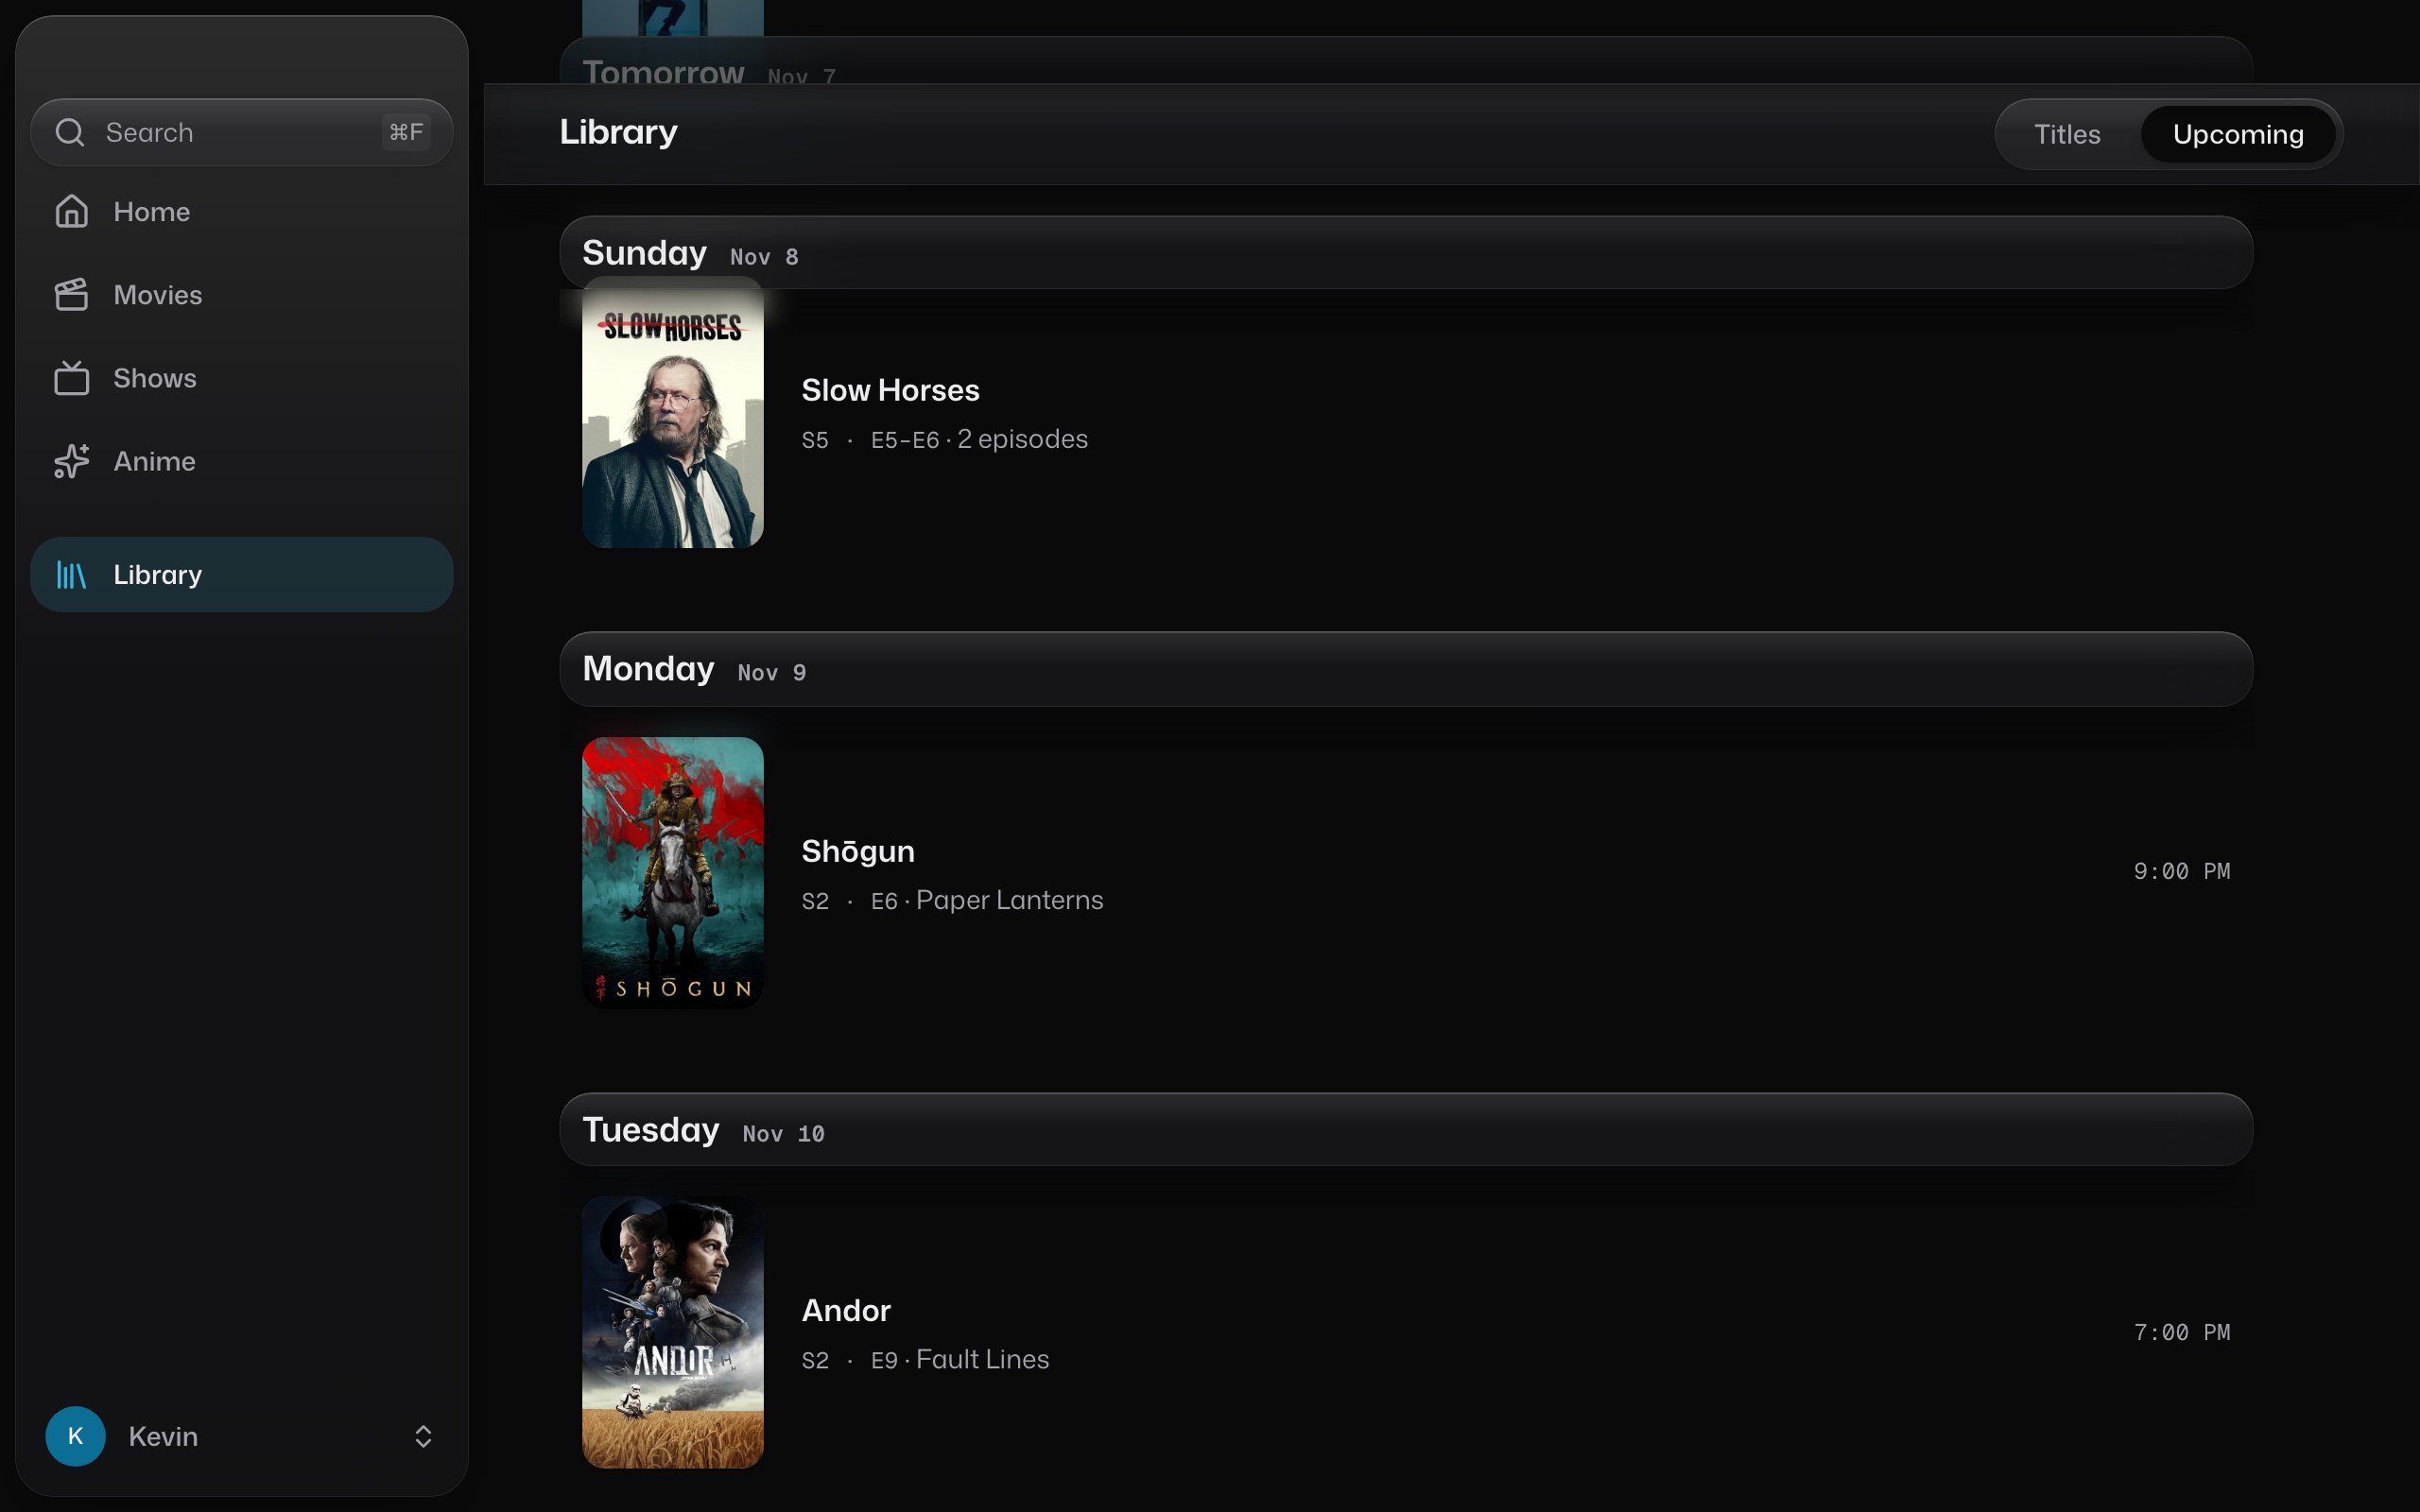 Search ⌘F
Home
Movies
Shows
Anime
Library
K Kevin
Tomorrow Nov 7
Library
Titles Upcoming
Sunday Nov 8
SLOW HORSES
Slow Horses
S5 · E5–E6 · 2 episodes
Monday Nov 9
将軍 SHŌGUN
Shōgun
S2 · E6 · Paper Lanterns
9:00 PM
Tuesday Nov 10
ANDOR
Andor
S2 · E9 · Fault Lines
7:00 PM